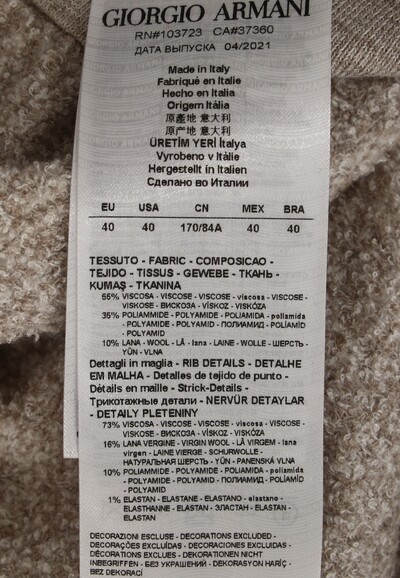 GIORGIO ARMANI
RN#103723 CA#37360
ДАТА ВЫПУСКА 04/2021
Made in Italy
Fabriqué en Italie
Hecho en Italia
Origem Itália
原產地 意大利
原产地 意大利
ÜRETİM YERİ İtalya
Vyrobeno v Itálie
Hergestellt in Italien
Сделано во Италии
EU USA CN MEX BRA
40 40 170/84A 40 40
TESSUTO - FABRIC - COMPOSICAO -
TEJIDO - TISSUS - GEWEBE - ТКАНЬ -
KUMAŞ - TKANINA
55% VISCOSA - VISCOSE - VISCOSE - viscosa - VISCOSE -
VISKOSE - ВИСКОЗА - VİSKOZ - VISKÓZA
35% POLIAMMIDE - POLYAMIDE - POLIAMIDA - poliamida
- POLYAMIDE - POLYAMID - ПОЛИАМИД - POLİAMİD
- POLYAMID
10% LANA - WOOL - LÃ - lana - LAINE - WOLLE - ШЕРСТЬ -
YÜN - VLNA
Dettagli in maglia - RIB DETAILS - DETALHE
EM MALHA - Detalles de tejido de punto -
Détails en maille - Strick-Details -
Трикотажные детали - NERVÜR DETAYLAR
- DETAILY PLETENINY
73% VISCOSA - VISCOSE - VISCOSE - viscosa - VISCOSE -
VISKOSE - ВИСКОЗА - VİSKOZ - VISKÓZA
16% LANA VERGINE - VIRGIN WOOL - LÃ VIRGEM - lana
virgen - LAINE VIERGE - SCHURWOLLE -
НАТУРАЛЬНАЯ ШЕРСТЬ - YÜN - PANENSKÁ VLNA
10% POLIAMMIDE - POLYAMIDE - POLIAMIDA - poliamida
- POLYAMIDE - POLYAMID - ПОЛИАМИД - POLİAMİD
- POLYAMID
1% ELASTAN - ELASTANE - ELASTANO - elastano -
ELASTHANNE - ELASTAN - ЭЛАСТАН - ELASTAN -
ELASTAN
DECORAZIONI ESCLUSE - DECORATIONS EXCLUDED -
DECORAÇÕES EXCLUÍDAS - DECORACIONES EXCLUIDAS -
DÉCORATIONS EXCLUES - DEKORATIONEN NICHT
INBEGRIFFEN - БЕЗ УКРАШЕНИЙ - DEKORASYON HARİÇ -
BEZ DEKORACÍ